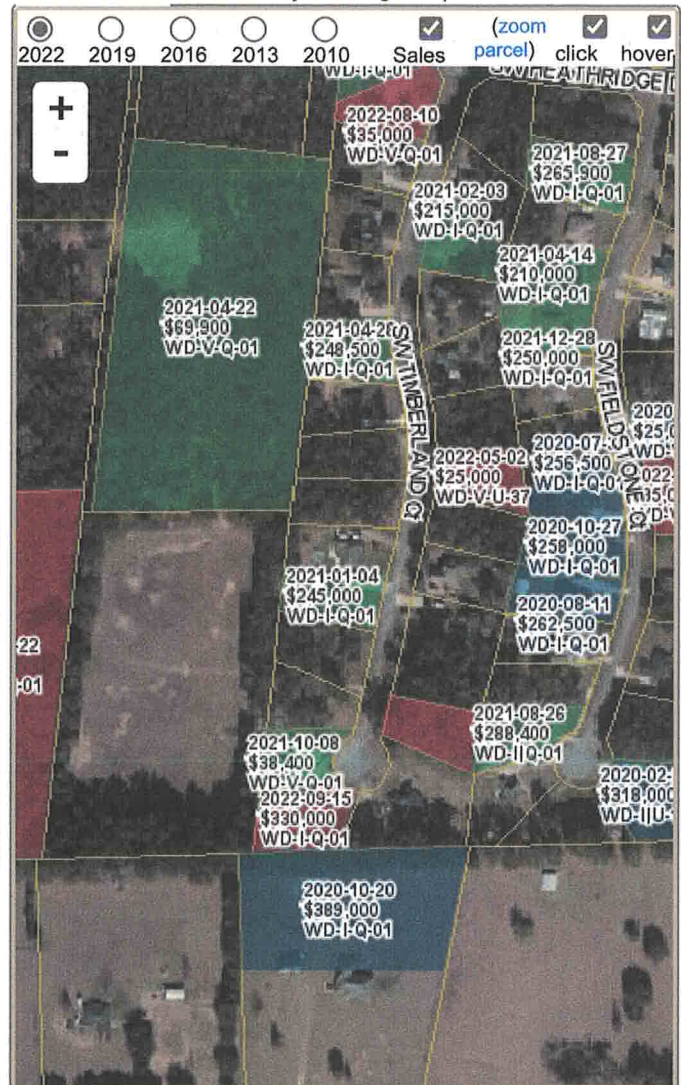 2022 2019 2016 2013 2010 Sales (zoom parcel) click hover
+
-
WD-I-Q-01
SW HEATHRIDGE
2022-08-10
$35,000
WD-V-Q-01
2021-08-27
$265,900
WD-I-Q-01
2021-02-03
$215,000
WD-I-Q-01
2021-04-14
$210,000
WD-I-Q-01
2021-04-22
$69,900
WD-V-Q-01
2021-04-28
$248,500
WD-I-Q-01
SW TIMBERLAND Ct
2021-12-28
$250,000
WD-I-Q-01
SW FIELDSTONE Ct
2022-05-02
$25,000
WD-V-U-37
2020-07-
$256,500
WD-I-Q-01
2020
$25,0
WD-
2022-
2020-10-27
$258,000
WD-I-Q-01
2021-01-04
$245,000
WD-I-Q-01
2020-08-11
$262,500
WD-I-Q-01
-22
-01
2021-08-26
$288,400
WD-I|Q-01
2021-10-08
$38,400
WD-V-Q-01
2022-09-15
$330,000
WD-I-Q-01
2020-02-
$318,000
WD-I|U-
2020-10-20
$389,000
WD-I-Q-01